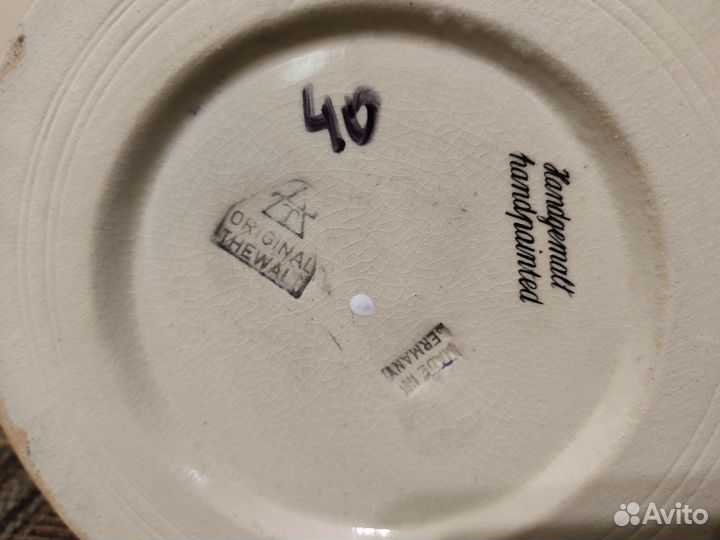 40
ORIGINAL
THEWALT
Handgemalt
handpainted
MADE IN
GERMANY
Avito